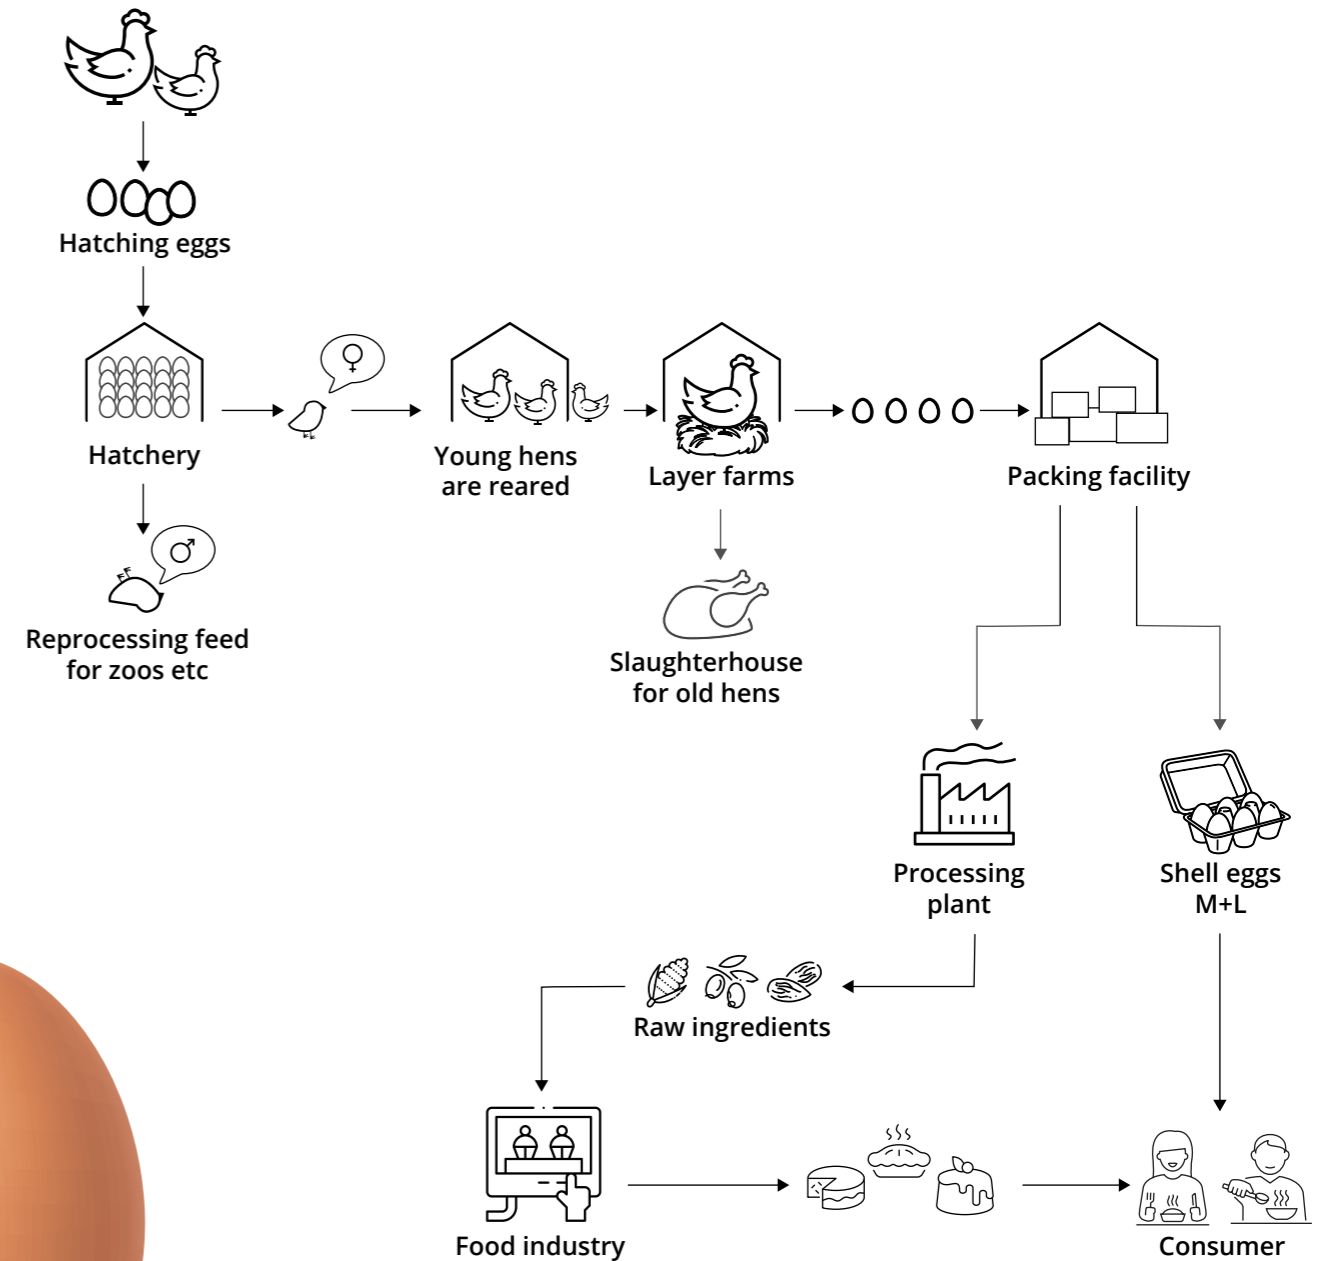 Hatching eggs
Hatchery
Young hens
are reared
Layer farms
Packing facility
Reprocessing feed
for zoos etc
Slaughterhouse
for old hens
Processing
plant
Shell eggs
M+L
Raw ingredients
Food industry
Consumer